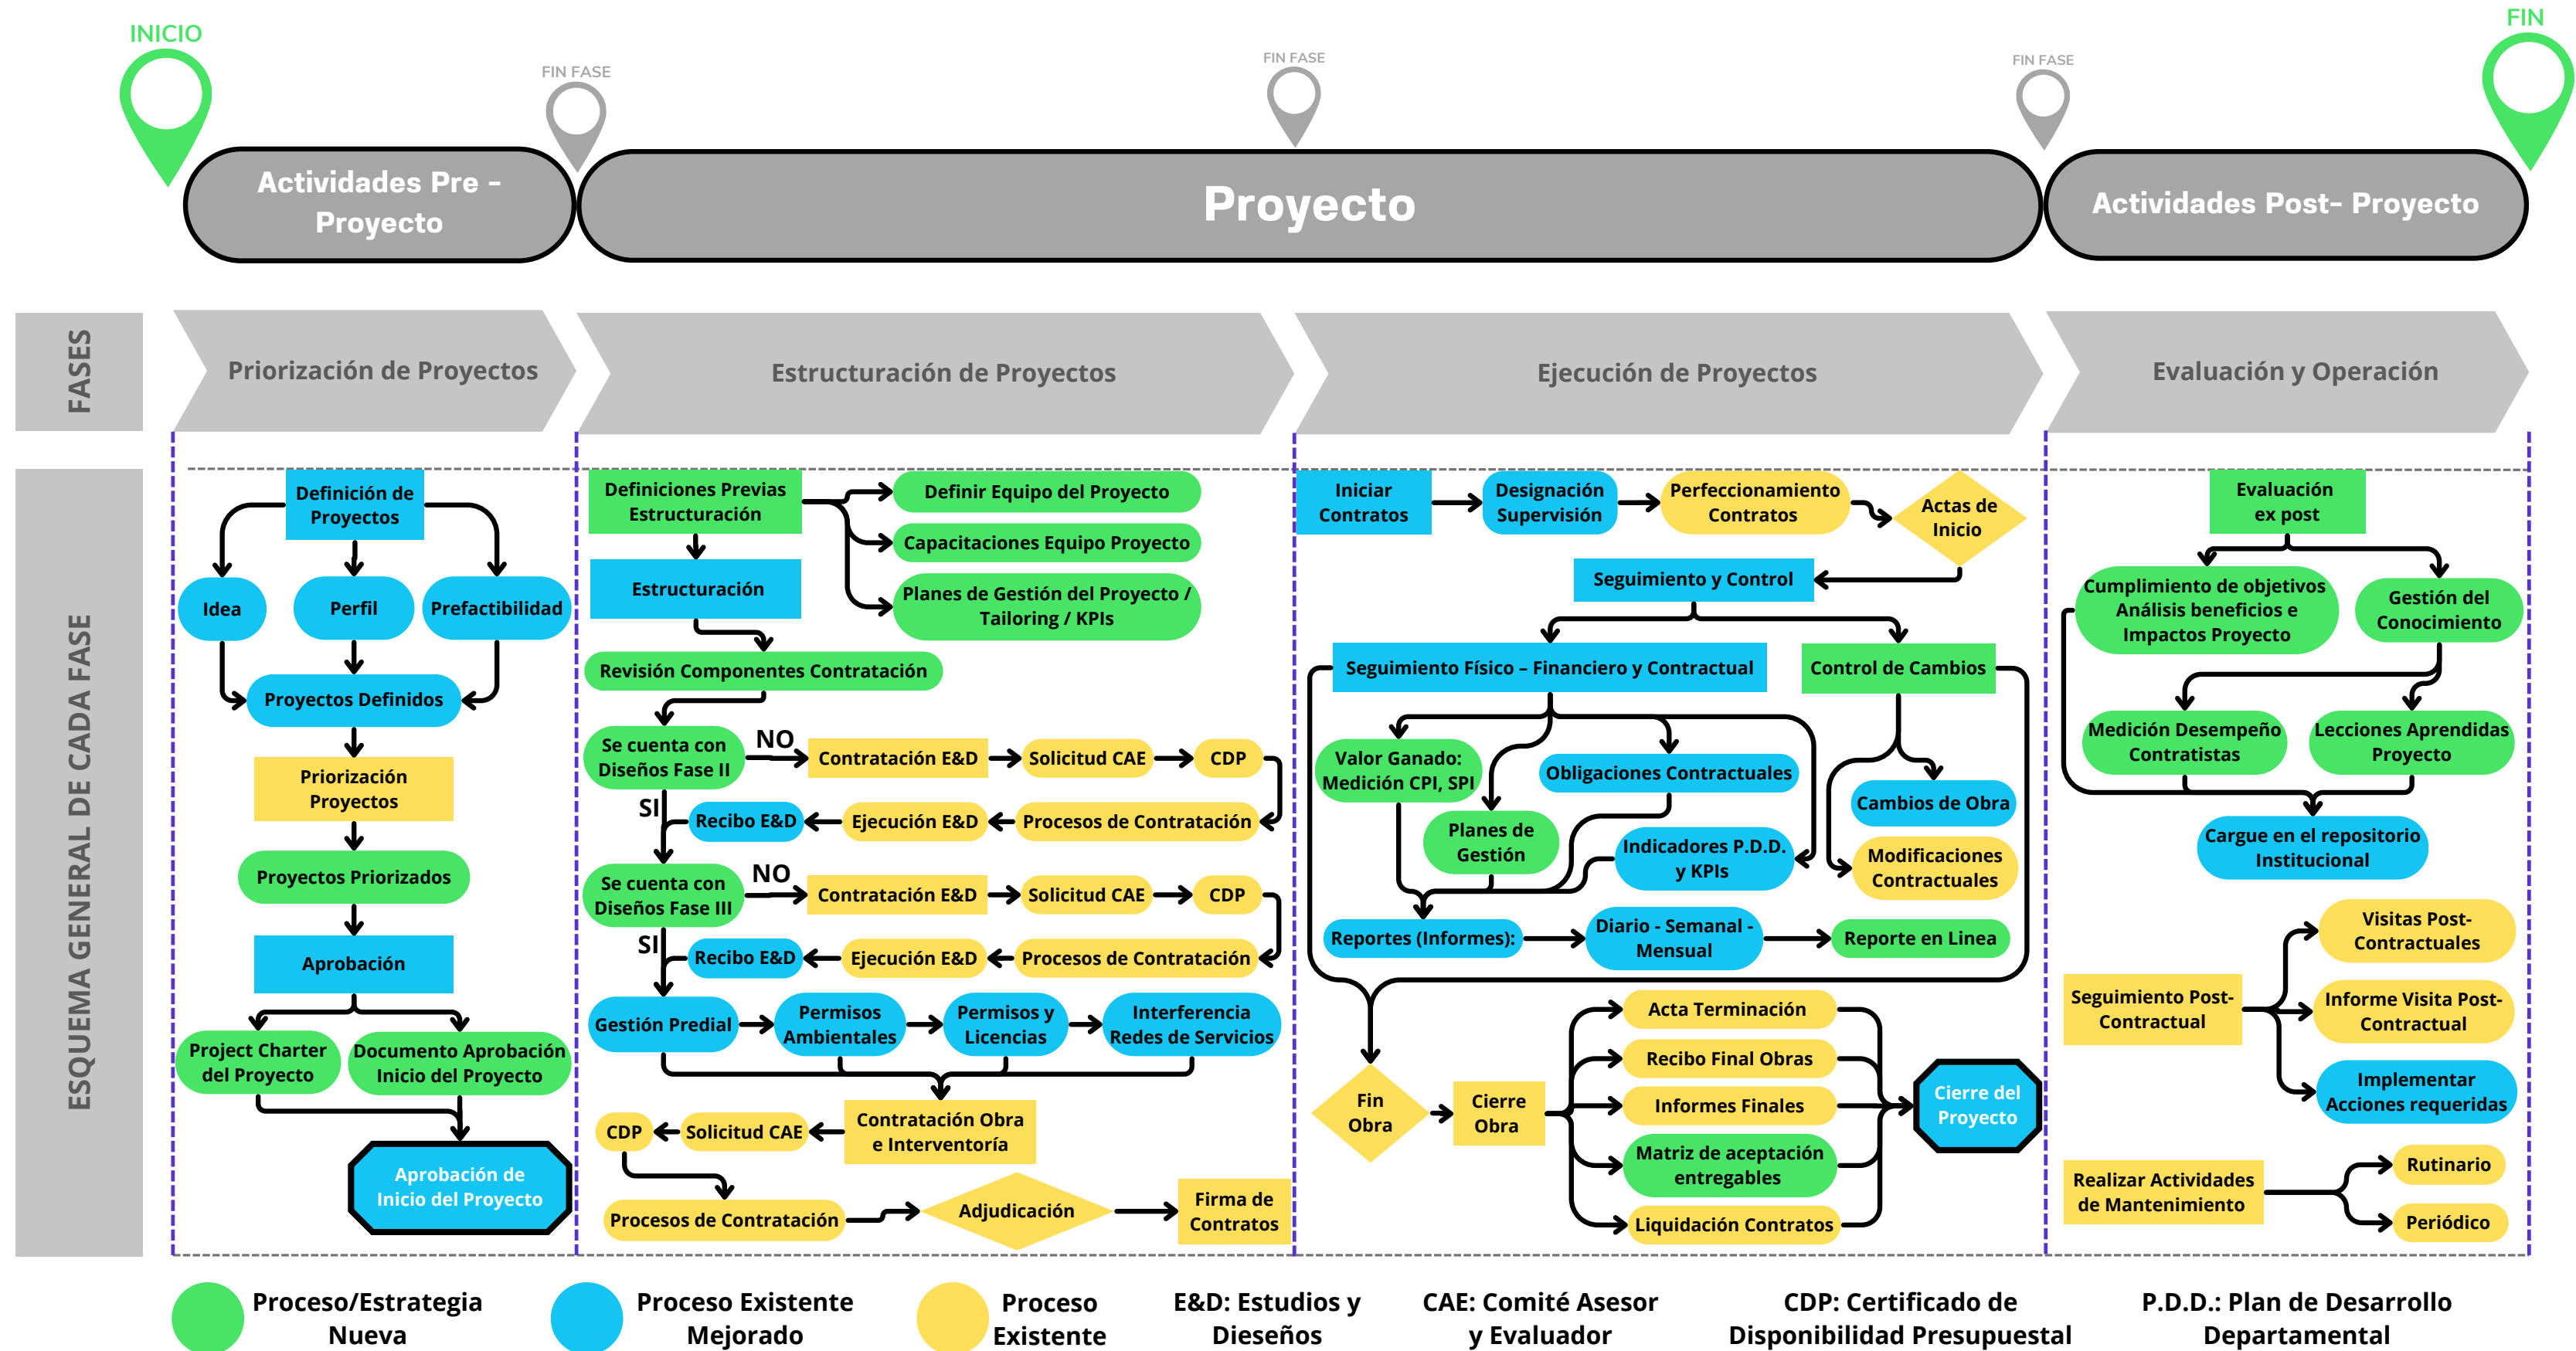 INICIO
FIN FASE
FIN FASE
FIN FASE
FIN
Actividades Pre -
Proyecto
Proyecto
Actividades Post- Proyecto
FASES
Priorización de Proyectos
Estructuración de Proyectos
Ejecución de Proyectos
Evaluación y Operación
ESQUEMA GENERAL DE CADA FASE
Definición de
Proyectos
Idea
Perfil
Prefactibilidad
Proyectos Definidos
Priorización
Proyectos
Proyectos Priorizados
Aprobación
Project Charter
del Proyecto
Documento Aprobación
Inicio del Proyecto
Aprobación de
Inicio del Proyecto
Definiciones Previas
Estructuración
Definir Equipo del Proyecto
Capacitaciones Equipo Proyecto
Planes de Gestión del Proyecto /
Tailoring / KPIs
Estructuración
Revisión Componentes Contratación
Se cuenta con
Diseños Fase II
NO
Contratación E&D
Solicitud CAE
CDP
SI
Recibo E&D
Ejecución E&D
Procesos de Contratación
Se cuenta con
Diseños Fase III
NO
Contratación E&D
Solicitud CAE
CDP
SI
Recibo E&D
Ejecución E&D
Procesos de Contratación
Gestión Predial
Permisos
Ambientales
Permisos y
Licencias
Interferencia
Redes de Servicios
CDP
Solicitud CAE
Contratación Obra
e Interventoría
Procesos de Contratación
Adjudicación
Firma de
Contratos
Iniciar
Contratos
Designación
Supervisión
Perfeccionamiento
Contratos
Actas de
Inicio
Seguimiento y Control
Seguimiento Físico – Financiero y Contractual
Control de Cambios
Valor Ganado:
Medición CPI, SPI
Obligaciones Contractuales
Planes de
Gestión
Indicadores P.D.D.
y KPIs
Cambios de Obra
Modificaciones
Contractuales
Reportes (Informes):
Diario - Semanal -
Mensual
Reporte en Linea
Fin
Obra
Cierre
Obra
Acta Terminación
Recibo Final Obras
Informes Finales
Matriz de aceptación
entregables
Liquidación Contratos
Cierre del
Proyecto
Evaluación
ex post
Cumplimiento de objetivos
Análisis beneficios e
Impactos Proyecto
Gestión del
Conocimiento
Medición Desempeño
Contratistas
Lecciones Aprendidas
Proyecto
Cargue en el repositorio
Institucional
Seguimiento Post-
Contractual
Visitas Post-
Contractuales
Informe Visita Post-
Contractual
Implementar
Acciones requeridas
Realizar Actividades
de Mantenimiento
Rutinario
Periódico
Proceso/Estrategia
Nueva
Proceso Existente
Mejorado
Proceso
Existente
E&D: Estudios y
Dieseños
CAE: Comité Asesor
y Evaluador
CDP: Certificado de
Disponibilidad Presupuestal
P.D.D.: Plan de Desarrollo
Departamental